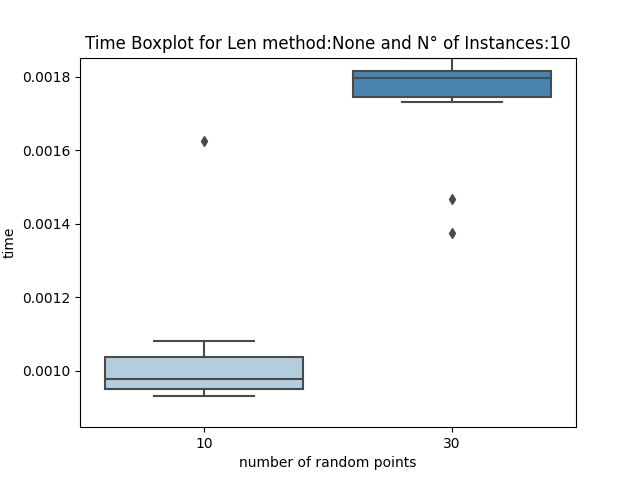 Time Boxplot for Len method:None and N° of Instances:10
0.0018
0.0016
0.0014
0.0012
0.0010
time
10 30
number of random points